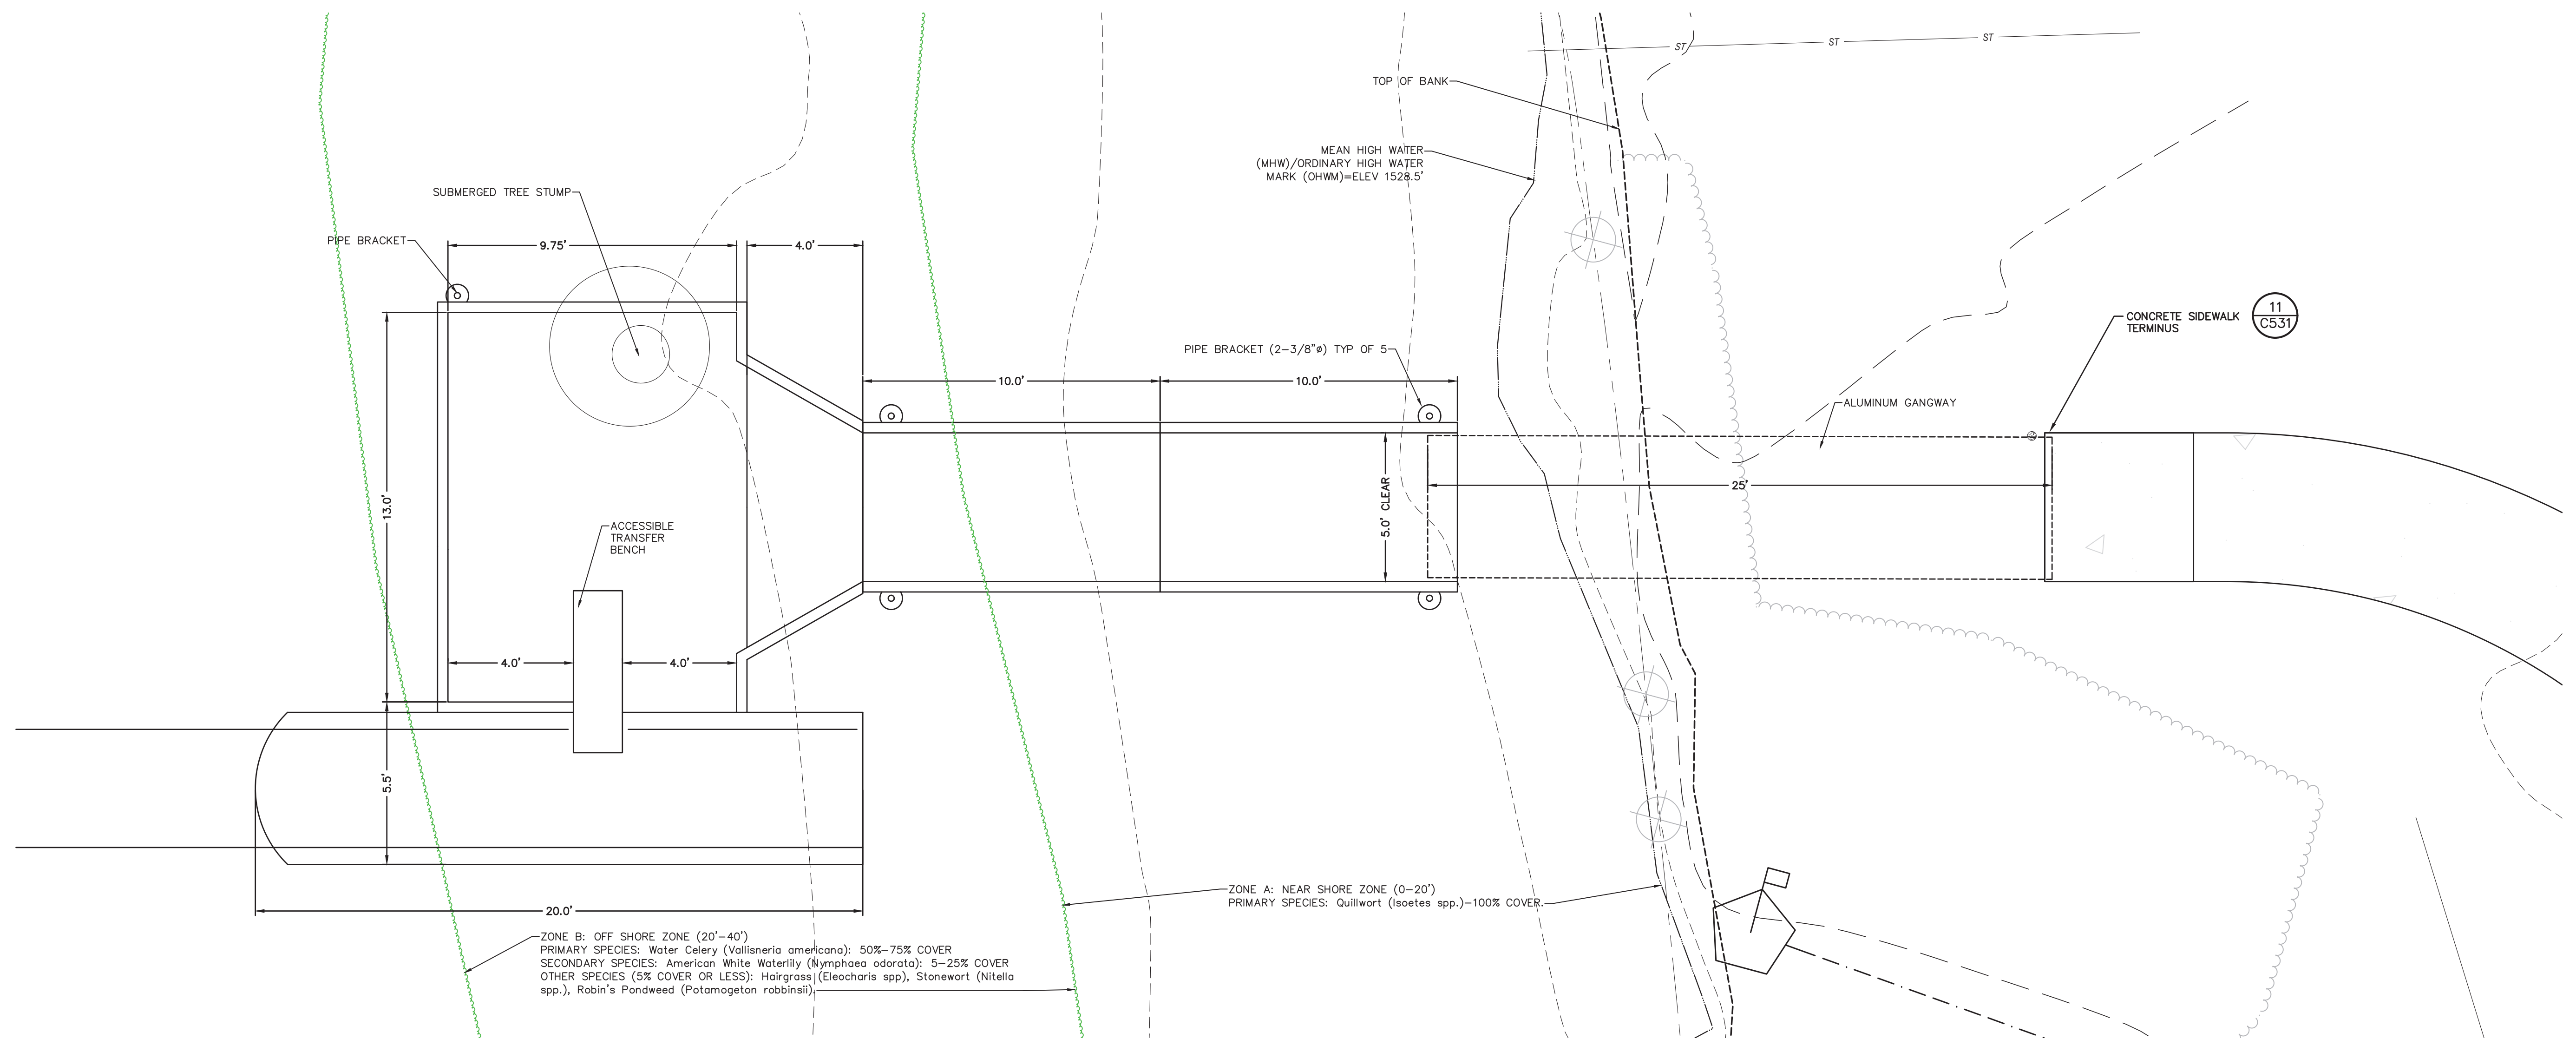 ST
ST
ST
TOP OF BANK
MEAN HIGH WATER
(MHW)/ORDINARY HIGH WATER
MARK (OHWM)=ELEV 1528.5'
SUBMERGED TREE STUMP
PIPE BRACKET
9.75'
4.0'
11
C531
CONCRETE SIDEWALK
TERMINUS
PIPE BRACKET (2-3/8"ø) TYP OF 5
10.0'
10.0'
ALUMINUM GANGWAY
25'
5.0' CLEAR
13.0'
ACCESSIBLE
TRANSFER
BENCH
4.0'
4.0'
5.5'
20.0'
ZONE A: NEAR SHORE ZONE (0-20')
PRIMARY SPECIES: Quillwort (Isoetes spp.)-100% COVER.
ZONE B: OFF SHORE ZONE (20'-40')
PRIMARY SPECIES: Water Celery (Vallisneria americana): 50%-75% COVER
SECONDARY SPECIES: American White Waterlily (Nymphaea odorata): 5-25% COVER
OTHER SPECIES (5% COVER OR LESS): Hairgrass (Eleocharis spp), Stonewort (Nitella
spp.), Robin's Pondweed (Potamogeton robbinsii)